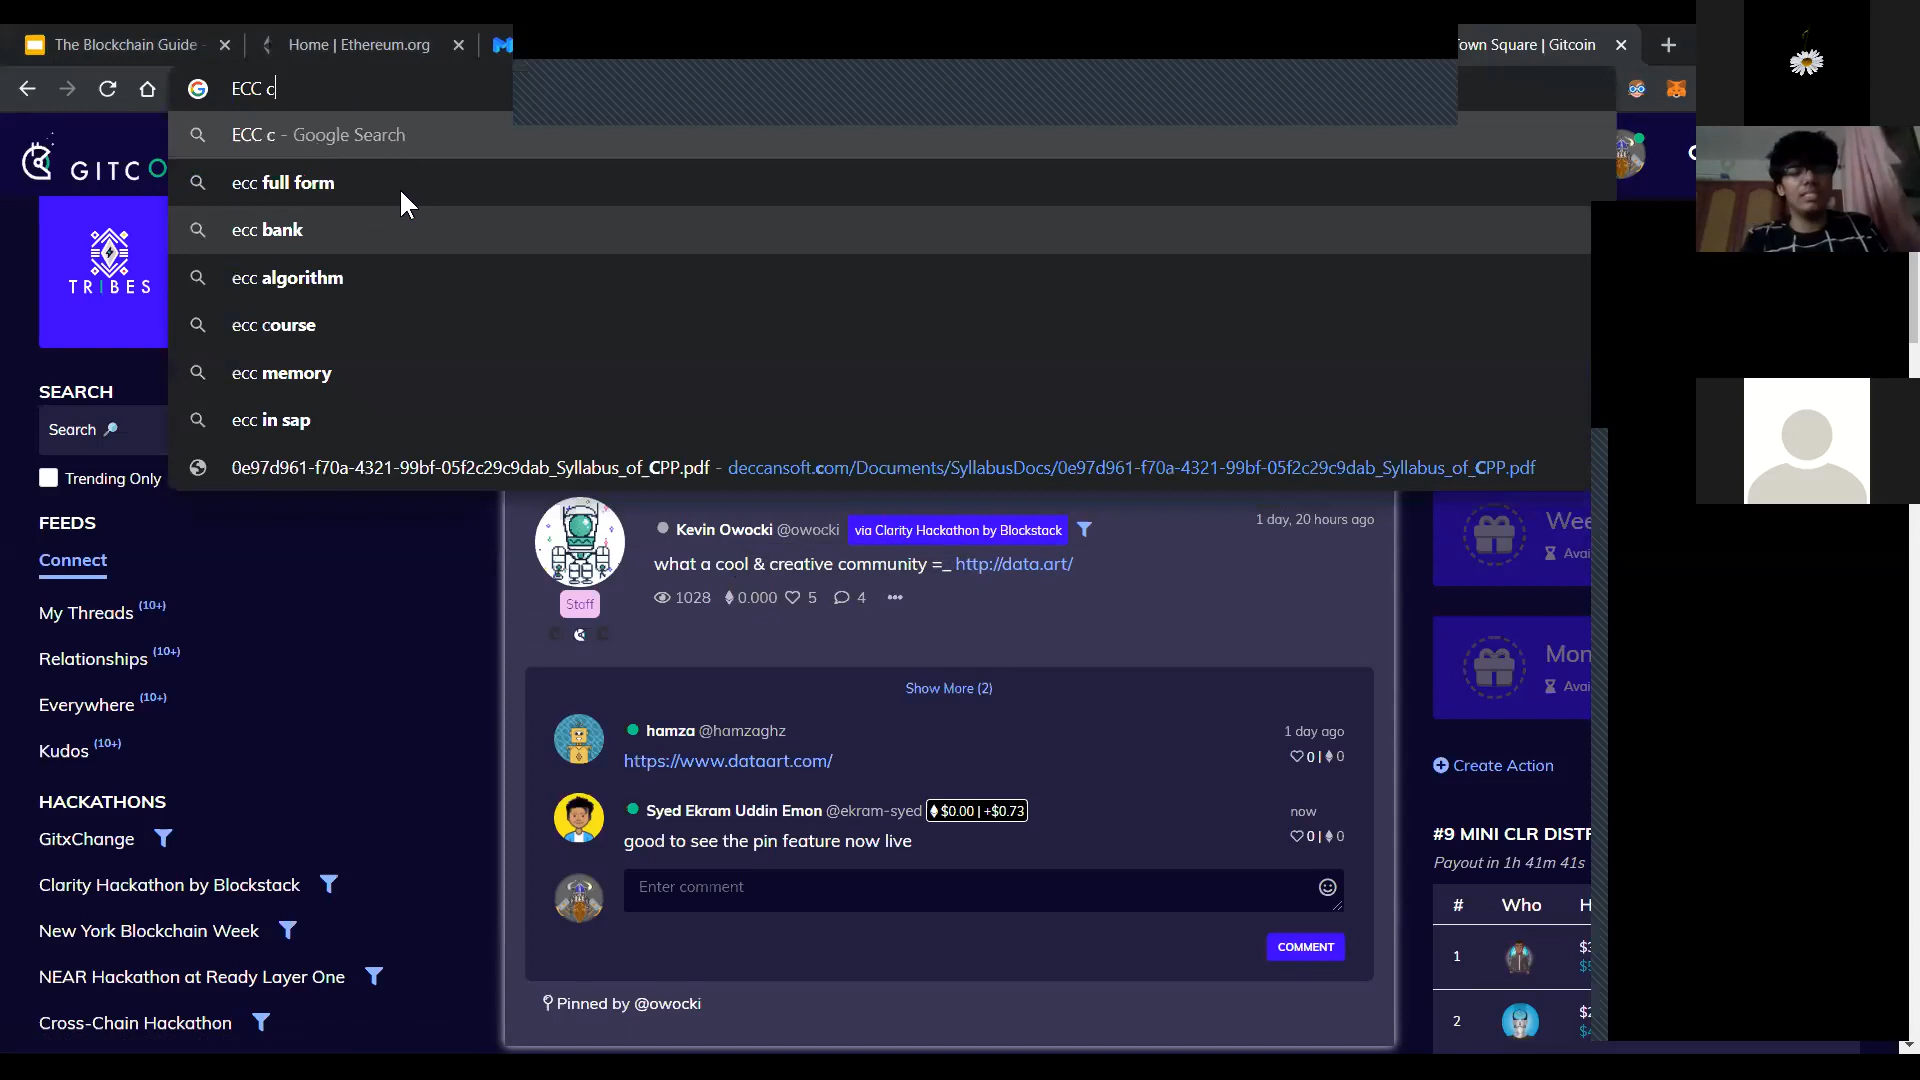 The Blockchain Guide -
Home | Ethereum.org
own Square | Gitcoin
ECC c
ECC c - Google Search
ecc full form
ecc bank
ecc algorithm
ecc course
ecc memory
ecc in sap
0e97d961-f70a-4321-99bf-05f2c29c9dab_Syllabus_of_CPP.pdf - deccansoft.com/Documents/SyllabusDocs/0e97d961-f70a-4321-99bf-05f2c29c9dab_Syllabus_of_CPP.pdf
GITCO
TRIBES
SEARCH
Search
Trending Only
FEEDS
Connect
My Threads (10+)
Relationships (10+)
Everywhere (10+)
Kudos (10+)
HACKATHONS
GitxChange
Clarity Hackathon by Blockstack
New York Blockchain Week
NEAR Hackathon at Ready Layer One
Cross-Chain Hackathon
Kevin Owocki @owocki via Clarity Hackathon by Blockstack
1 day, 20 hours ago
what a cool & creative community =_ http://data.art/
1028 0.000 5 4
Staff
Show More (2)
hamza @hamzaghz
1 day ago
https://www.dataart.com/
0 | 0
Syed Ekram Uddin Emon @ekram-syed $0.00 | +$0.73
now
good to see the pin feature now live
0 | 0
Enter comment
COMMENT
Pinned by @owocki
Wee
Avai
Mon
Avai
Create Action
#9 MINI CLR DISTR
Payout in 1h 41m 41s
# Who H
1
2